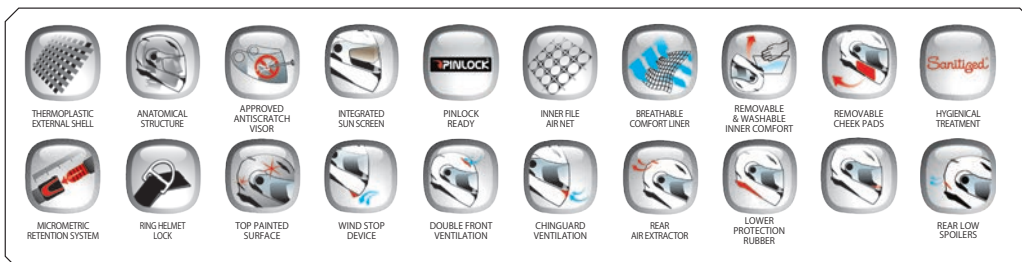 PINLOCK
Sanitized
THERMOPLASTIC
EXTERNAL SHELL
ANATOMICAL
STRUCTURE
APPROVED
ANTISCRATCH
VISOR
INTEGRATED
SUN SCREEN
PINLOCK
READY
INNER FILE
AIR NET
BREATHABLE
COMFORT LINER
REMOVABLE
& WASHABLE
INNER COMFORT
REMOVABLE
CHEEK PADS
HYGIENICAL
TREATMENT
MICROMETRIC
RETENTION SYSTEM
RING HELMET
LOCK
TOP PAINTED
SURFACE
WIND STOP
DEVICE
DOUBLE FRONT
VENTILATION
CHINGUARD
VENTILATION
REAR
AIR EXTRACTOR
LOWER
PROTECTION
RUBBER
REAR LOW
SPOILERS